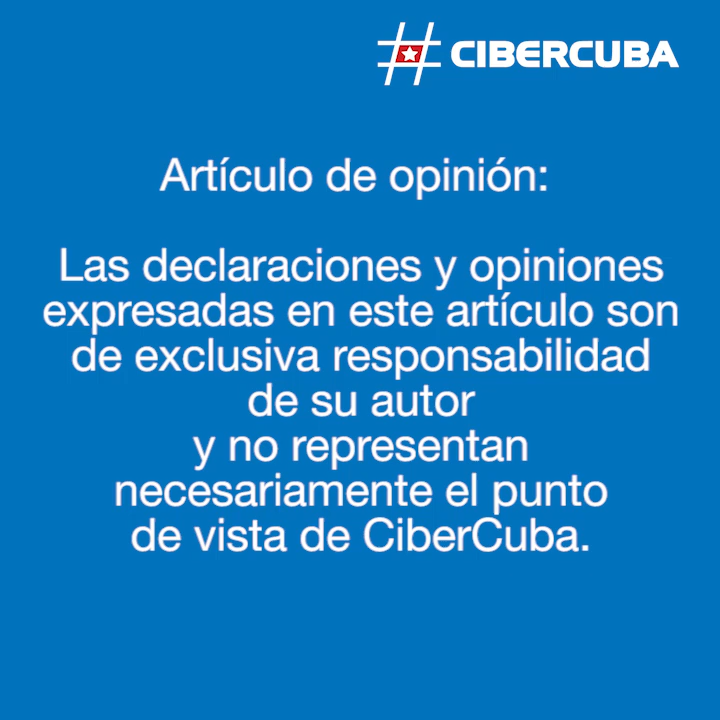 CIBERCUBA
Artículo de opinión:
Las declaraciones y opiniones
expresadas en este artículo son
de exclusiva responsabilidad
de su autor
y no representan
necesariamente el punto
de vista de CiberCuba.